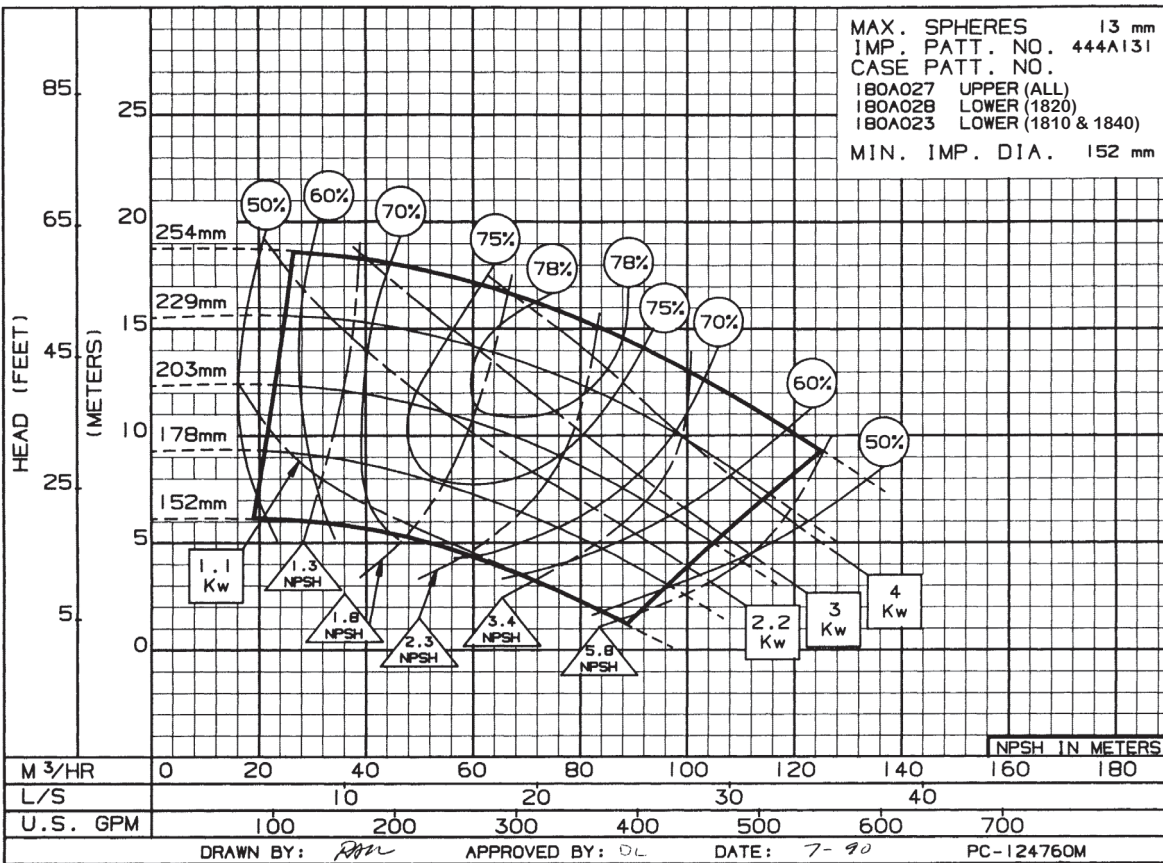 MAX. SPHERES 13 mm
IMP. PATT. NO. 444A131
CASE PATT. NO.
180A027 UPPER (ALL)
180A028 LOWER (1820)
180A023 LOWER (1810 & 1840)
MIN. IMP. DIA. 152 mm
HEAD (FEET)
85
65
45
25
5
(METERS)
25
20
15
10
5
0
50%
60%
70%
75%
78%
78%
75%
70%
60%
50%
254mm
229mm
203mm
178mm
152mm
1.1 Kw
1.3 NPSH
1.8 NPSH
2.3 NPSH
3.4 NPSH
5.8 NPSH
2.2 Kw
3 Kw
4 Kw
NPSH IN METERS
M³/HR 0 20 40 60 80 100 120 140 160 180
L/S 10 20 30 40
U.S. GPM 100 200 300 400 500 600 700
DRAWN BY: APPROVED BY: DL DATE: 7-90 PC-124760M